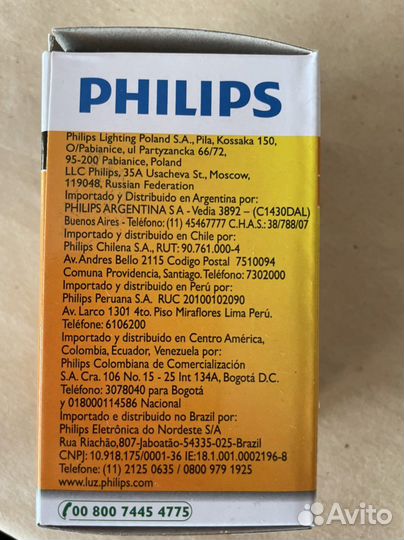 PHILIPS
Philips Lighting Poland S.A., Pila, Kossaka 150,
O/Pabianice, ul Partyzancka 66/72,
95-200 Pabianice, Poland
LLC Philips, 35A Usacheva St., Moscow,
119048, Russian Federation
Importado y Distribuido en Argentina por:
PHILIPS ARGENTINA S A - Vedia 3892 – (C1430DAL)
Buenos Aires - Teléfono: (11) 45467777 C.H.A.S.: 38/788/07
Importado y distribuido en Chile por:
Philips Chilena S.A., RUT: 90.761.000-4
Av. Andres Bello 2115 Codigo Postal 7510094
Comuna Providencia, Santiago. Teléfono: 7302000
Importado y distribuido en Perú por:
Philips Peruana S.A. RUC 20100102090
Av. Larco 1301 4to. Piso Miraflores Lima Perú.
Teléfone: 6106200
Importado y distribuido en Centro América,
Colombia, Ecuador, Venezuela por:
Philips Colombiana de Comercialización
S.A. Cra. 106 No. 15 - 25 Int 134A, Bogotá D.C.
Teléfono: 3078040 para Bogotá
y 018000114586 Nacional
Importado e distribuido no Brazil por:
Philips Eletrônica do Nordeste S/A
Rua Riachão,807-Jaboatão-54335-025-Brazil
CNPJ: 10.918.175/0001-36 IE:18.1.001.0002196-8
Telefone: (11) 2125 0635 / 0800 979 1925
www.luz.philips.com
00 800 7445 4775
Avito